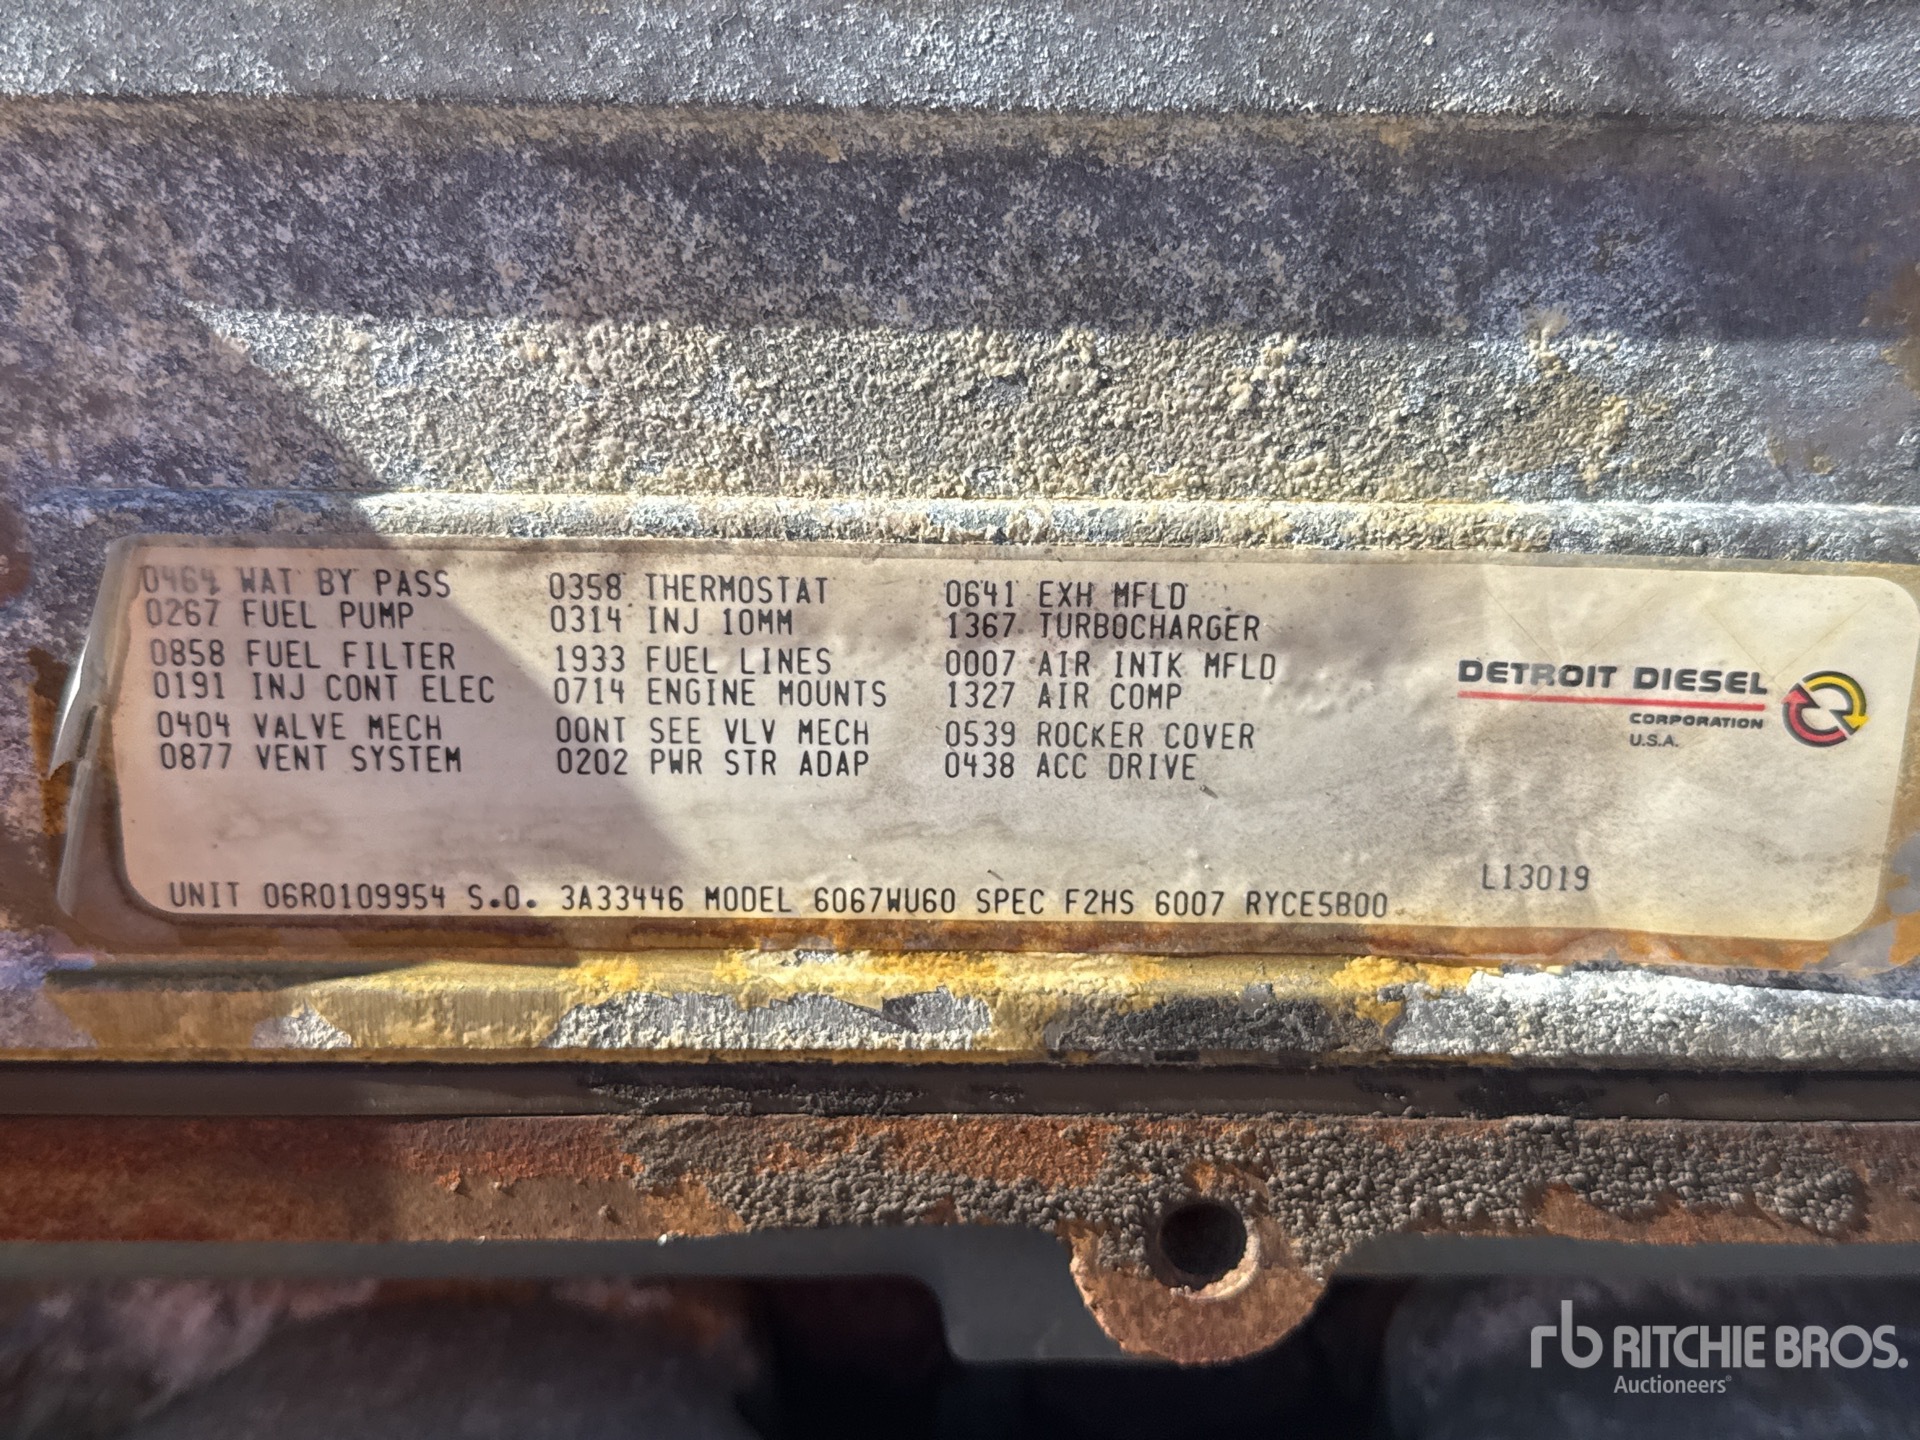 0464 WAT BY PASS 0358 THERMOSTAT 0641 EXH MFLD
0267 FUEL PUMP 0314 INJ 10MM 1367 TURBOCHARGER
0858 FUEL FILTER 1933 FUEL LINES 0007 AIR INTK MFLD
0191 INJ CONT ELEC 0714 ENGINE MOUNTS 1327 AIR COMP
0404 VALVE MECH 00NT SEE VLV MECH 0539 ROCKER COVER
0877 VENT SYSTEM 0202 PWR STR ADAP 0438 ACC DRIVE
DETROIT DIESEL
CORPORATION
U.S.A.
L13019
UNIT 06R0109954 S.O. 3A33446 MODEL 6067WU60 SPEC F2HS 6007 RYCE5B00
rb RITCHIE BROS.
Auctioneers®